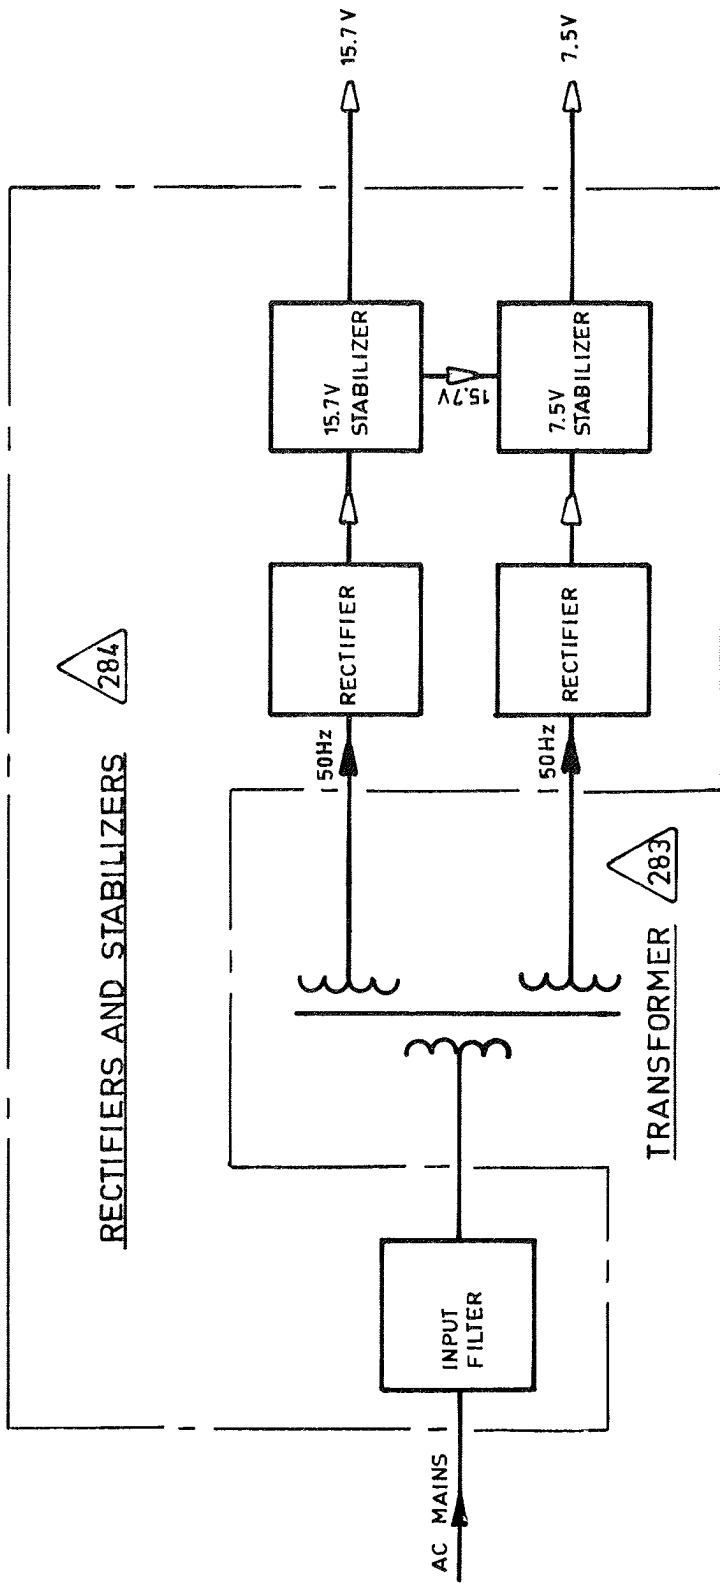 RECTIFIERS AND STABILIZERS
284
AC MAINS
INPUT
FILTER
TRANSFORMER
283
50Hz
50Hz
RECTIFIER
RECTIFIER
15.7V
STABILIZER
15.7V
7.5V
STABILIZER
15.7V
7.5V